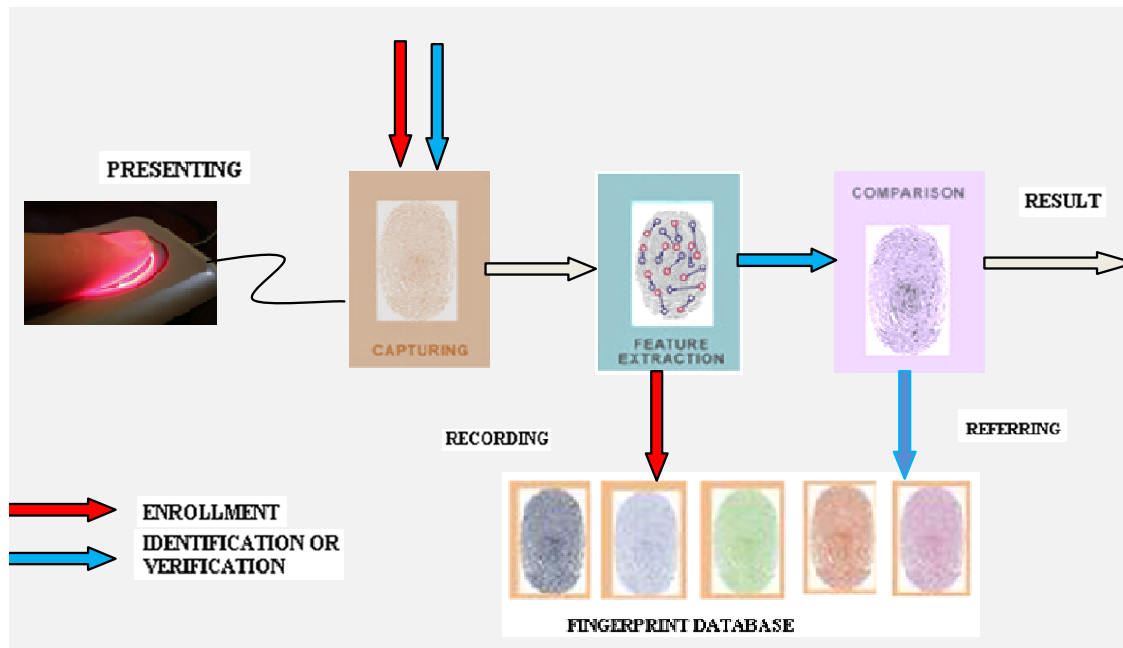 PRESENTING
CAPTURING
FEATURE
EXTRACTION
COMPARISON
RESULT
RECORDING
REFERRING
ENROLLMENT
IDENTIFICATION OR
VERIFICATION
FINGERPRINT DATABASE